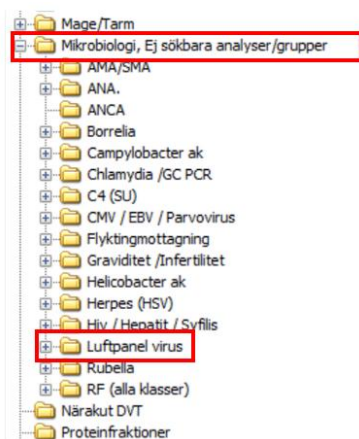 Mage/Tarm
Mikrobiologi, Ej sökbara analyser/grupper
AMA/SMA
ANA.
ANCA
Borrelia
Campylobacter ak
Chlamydia /GC PCR
C4 (SU)
CMV / EBV / Parvovirus
Flyktingmottagning
Graviditet /Infertilitet
Helicobacter ak
Herpes (HSV)
Hiv / Hepatit / Syfilis
Luftpanel virus
Rubella
RF (alla klasser)
Närakut DVT
Proteinfraktioner